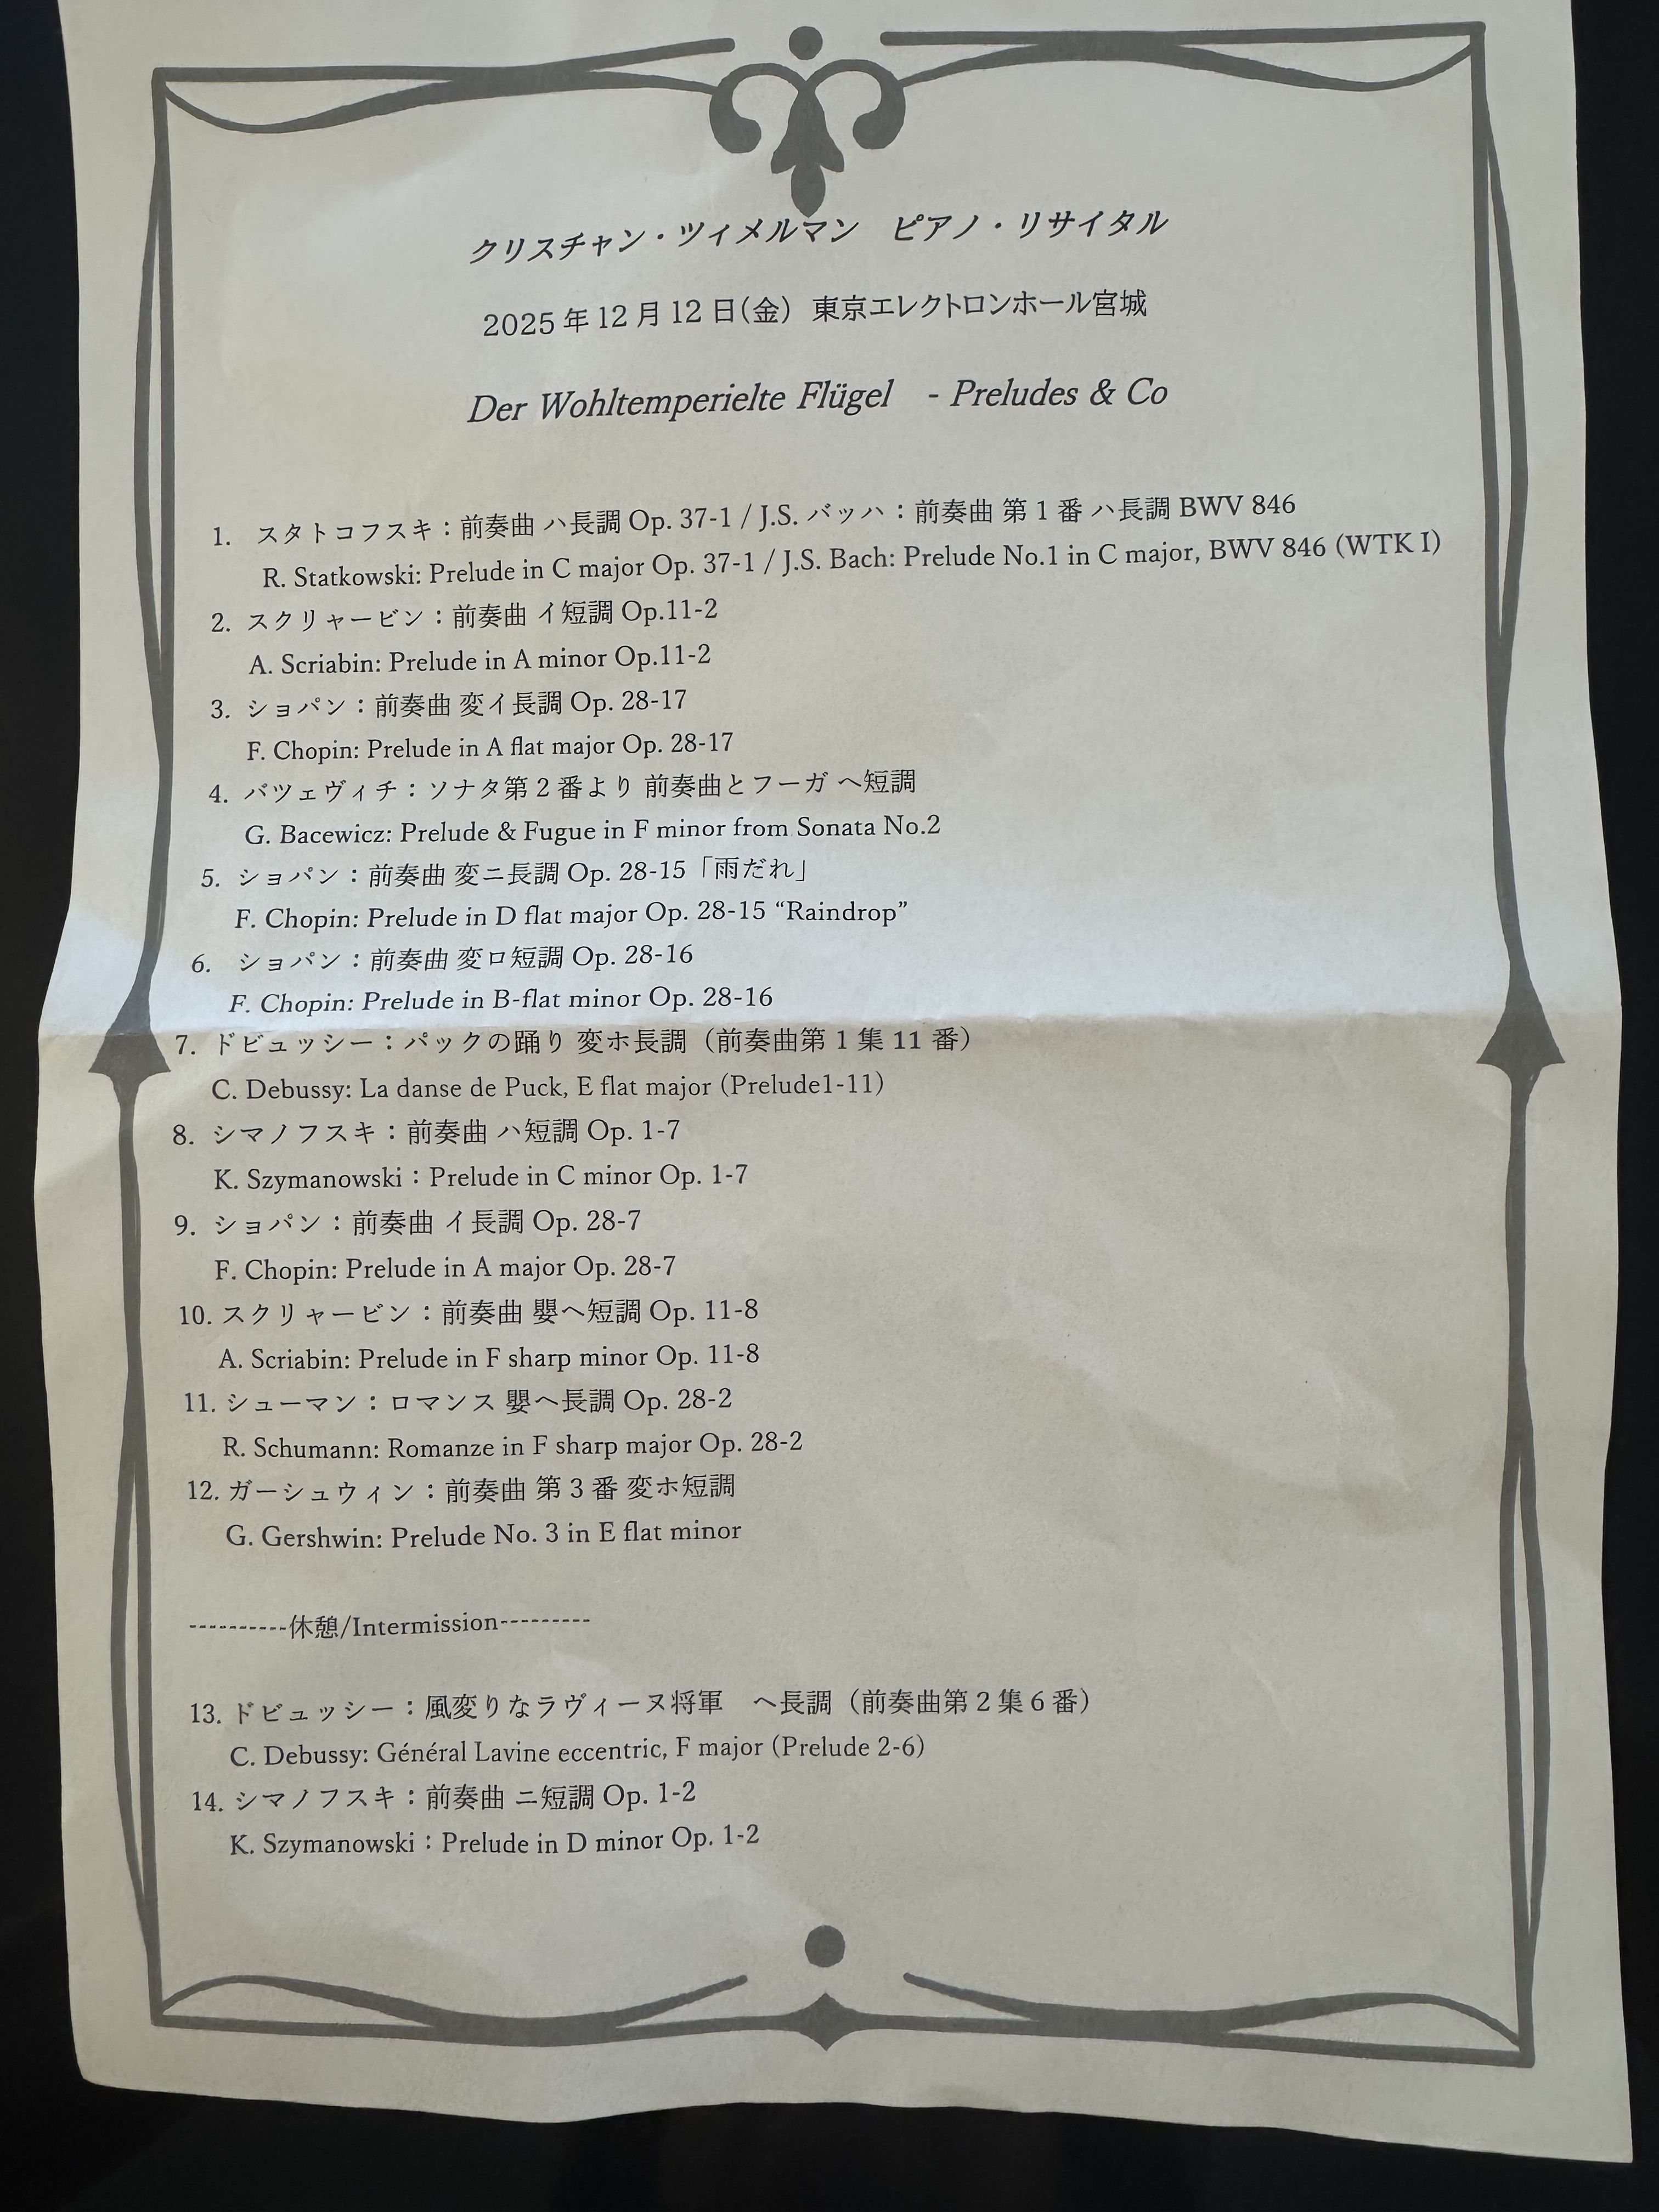 クリスチャン・ツィメルマン　ピアノ・リサイタル
2025年12月12日(金)  東京エレクトロンホール宮城
Der Wohltemperielte Flügel   - Preludes & Co
1.  スタトコフスキ：前奏曲 ハ長調 Op. 37-1 / J.S. バッハ：前奏曲 第1番 ハ長調 BWV 846
R. Statkowski: Prelude in C major Op. 37-1 / J.S. Bach: Prelude No.1 in C major, BWV 846 (WTK I)
2. スクリャービン：前奏曲 イ短調 Op.11-2
A. Scriabin: Prelude in A minor Op.11-2
3. ショパン：前奏曲 変イ長調 Op. 28-17
F. Chopin: Prelude in A flat major Op. 28-17
4. バツェヴィチ：ソナタ第2番より 前奏曲とフーガ ヘ短調
G. Bacewicz: Prelude & Fugue in F minor from Sonata No.2
5. ショパン：前奏曲 変ニ長調 Op. 28-15「雨だれ」
F. Chopin: Prelude in D flat major Op. 28-15 “Raindrop”
6.  ショパン：前奏曲 変ロ短調 Op. 28-16
F. Chopin: Prelude in B-flat minor Op. 28-16
7. ドビュッシー：パックの踊り 変ホ長調（前奏曲第1集11番）
C. Debussy: La danse de Puck, E flat major (Prelude1-11)
8. シマノフスキ：前奏曲 ハ短調 Op. 1-7
K. Szymanowski：Prelude in C minor Op. 1-7
9. ショパン：前奏曲 イ長調 Op. 28-7
F. Chopin: Prelude in A major Op. 28-7
10. スクリャービン：前奏曲 嬰ヘ短調 Op. 11-8
A. Scriabin: Prelude in F sharp minor Op. 11-8
11. シューマン：ロマンス 嬰ヘ長調 Op. 28-2
R. Schumann: Romanze in F sharp major Op. 28-2
12. ガーシュウィン：前奏曲 第3番 変ホ短調
G. Gershwin: Prelude No. 3 in E flat minor
----------休憩/Intermission---------
13. ドビュッシー：風変りなラヴィーヌ将軍　ヘ長調（前奏曲第2集6番）
C. Debussy: Général Lavine eccentric, F major (Prelude 2-6)
14. シマノフスキ：前奏曲 ニ短調 Op. 1-2
K. Szymanowski：Prelude in D minor Op. 1-2